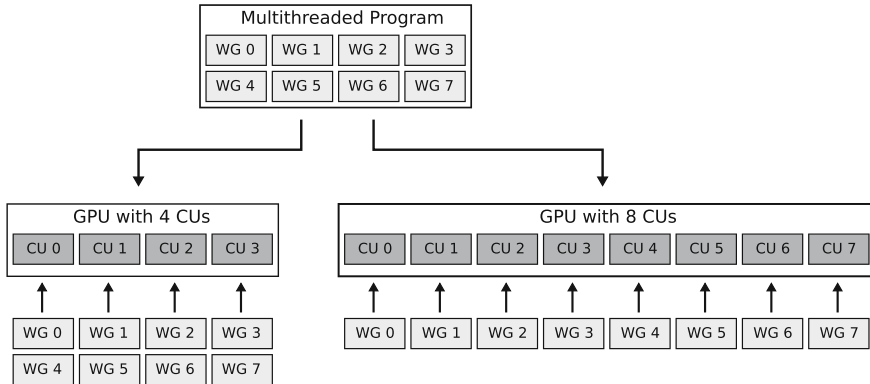 Multithreaded Program
WG 0 WG 1 WG 2 WG 3
WG 4 WG 5 WG 6 WG 7
GPU with 4 CUs
CU 0 CU 1 CU 2 CU 3
WG 0 WG 1 WG 2 WG 3
WG 4 WG 5 WG 6 WG 7
GPU with 8 CUs
CU 0 CU 1 CU 2 CU 3 CU 4 CU 5 CU 6 CU 7
WG 0 WG 1 WG 2 WG 3 WG 4 WG 5 WG 6 WG 7